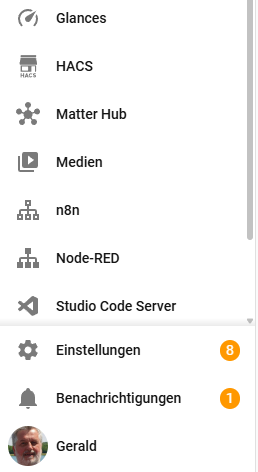 Glances
HACS
HACS
Matter Hub
Medien
n8n
Node-RED
Studio Code Server
Einstellungen 8
Benachrichtigungen 1
Gerald